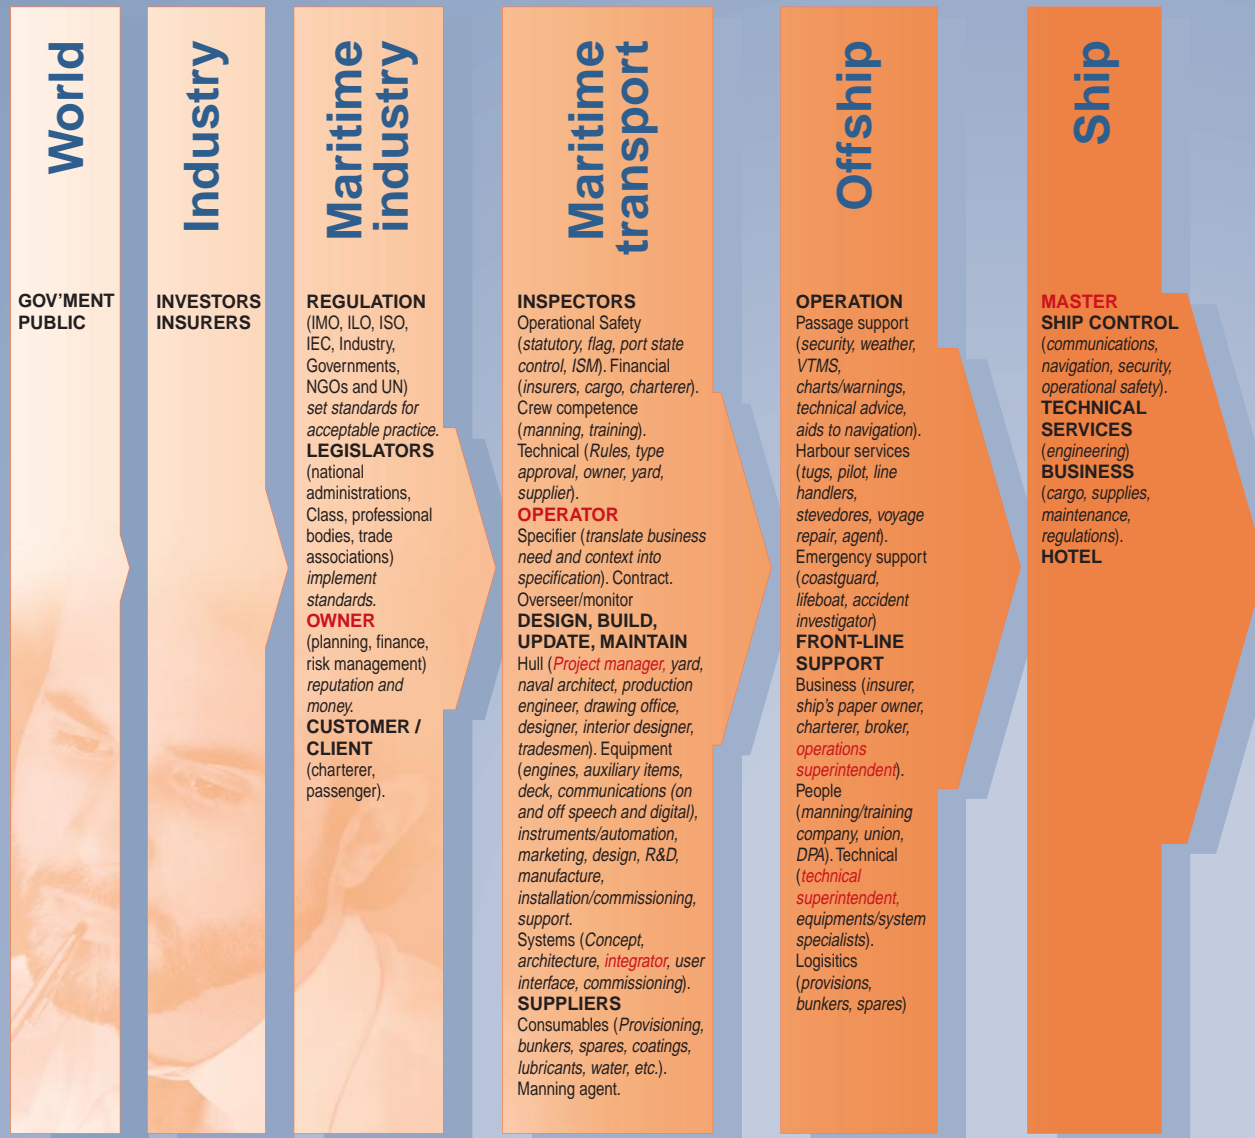 World
GOV'MENT
PUBLIC
Industry
INVESTORS
INSURERS
Maritime
industry
REGULATION
(IMO, ILO, ISO,
IEC, Industry,
Governments,
NGOs and UN)
set standards for
acceptable practice.
LEGISLATORS
(national
administrations,
Class, professional
bodies, trade
associations)
implement
standards.
OWNER
(planning, finance,
risk management)
reputation and
money.
CUSTOMER /
CLIENT
(charterer,
passenger).
Maritime
transport
INSPECTORS
Operational Safety
(statutory, flag, port state
control, ISM). Financial
(insurers, cargo, charterer).
Crew competence
(manning, training).
Technical (Rules, type
approval, owner, yard,
supplier).
OPERATOR
Specifier (translate business
need and context into
specification). Contract.
Overseer/monitor
DESIGN, BUILD,
UPDATE, MAINTAIN
Hull (Project manager, yard,
naval architect, production
engineer, drawing office,
designer, interior designer,
tradesmen). Equipment
(engines, auxiliary items,
deck, communications (on
and off speech and digital),
instruments/automation,
marketing, design, R&D,
manufacture,
installation/commissioning,
support.
Systems (Concept,
architecture, integrator, user
interface, commissioning).
SUPPLIERS
Consumables (Provisioning,
bunkers, spares, coatings,
lubricants, water, etc.).
Manning agent.
Offship
OPERATION
Passage support
(security, weather,
VTMS,
charts/warnings,
technical advice,
aids to navigation).
Harbour services
(tugs, pilot, line
handlers,
stevedores, voyage
repair, agent).
Emergency support
(coastguard,
lifeboat, accident
investigator)
FRONT-LINE
SUPPORT
Business (insurer,
ship's paper owner,
charterer, broker,
operations
superintendent).
People
(manning/training
company, union,
DPA). Technical
(technical
superintendent,
equipments/system
specialists).
Logisitics
(provisions,
bunkers, spares)
Ship
MASTER
SHIP CONTROL
(communications,
navigation, security,
operational safety).
TECHNICAL
SERVICES
(engineering)
BUSINESS
(cargo, supplies,
maintenance,
regulations).
HOTEL